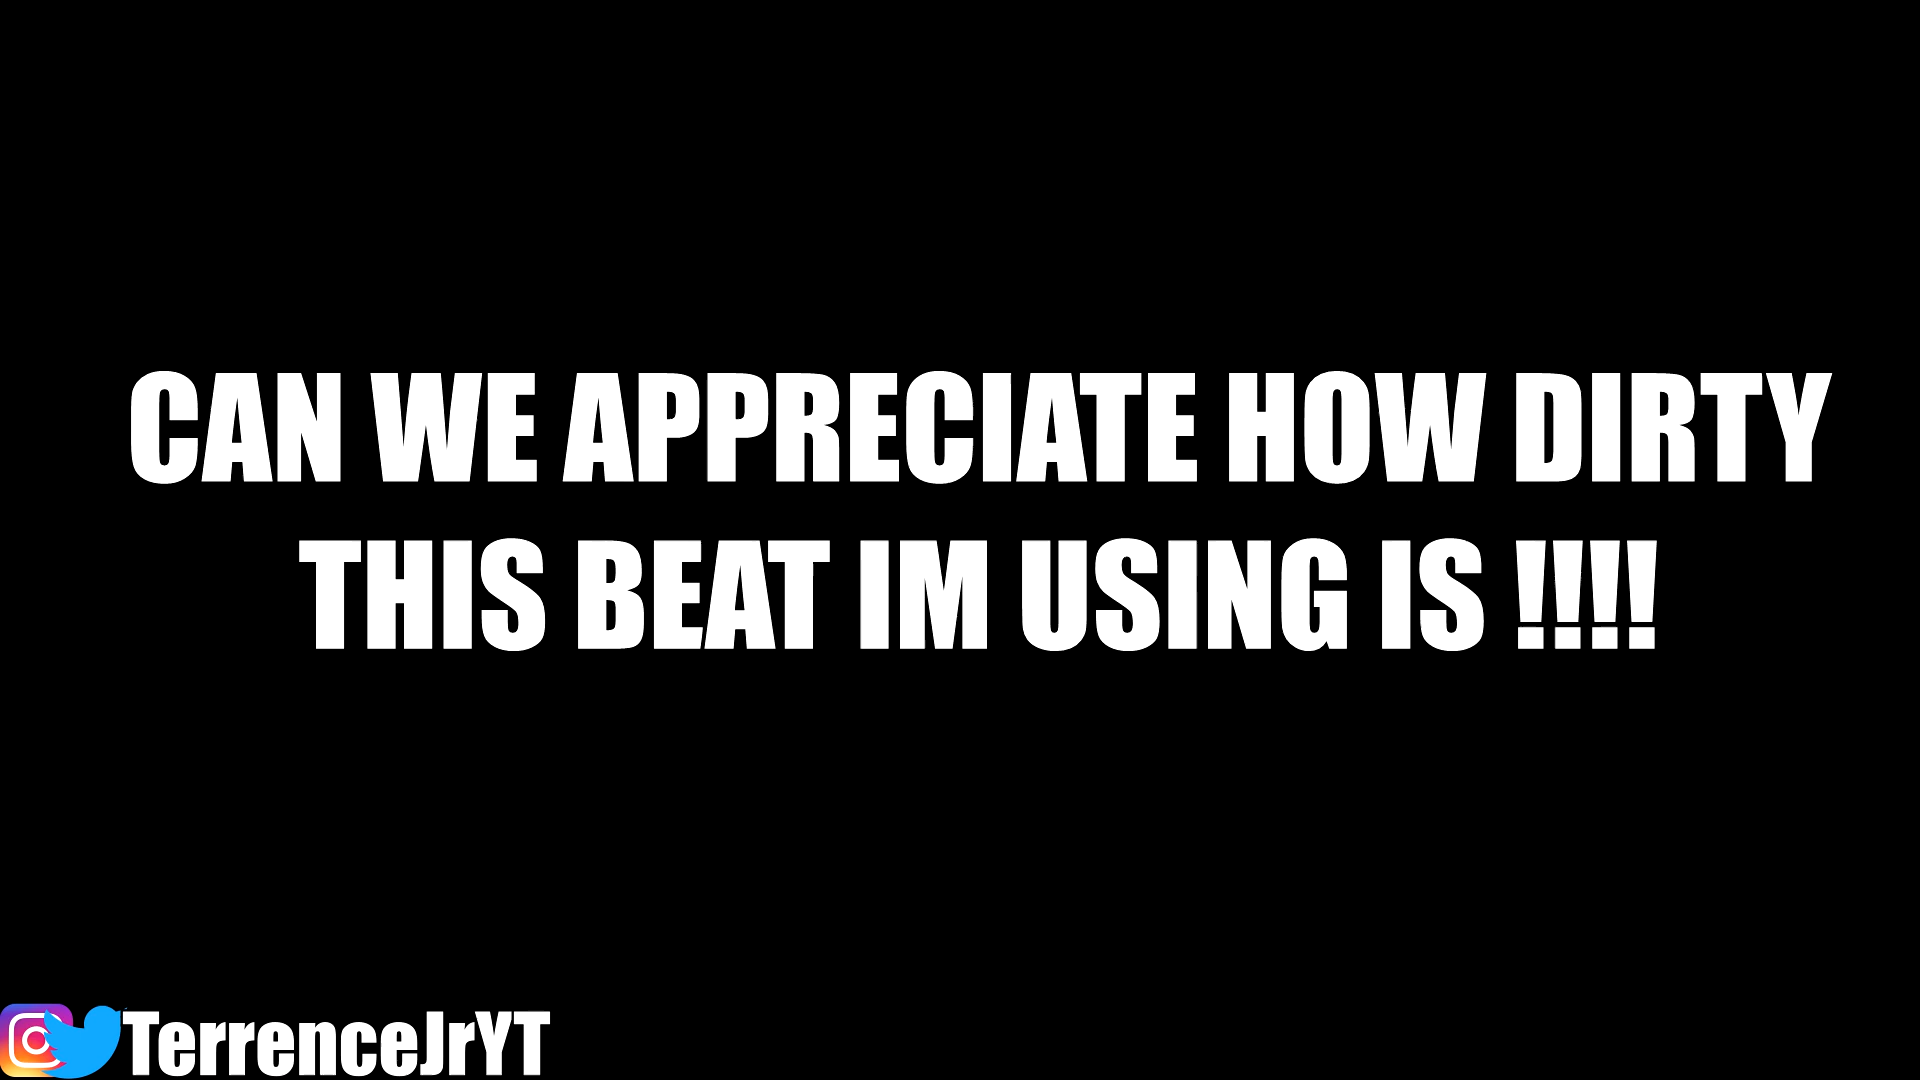 CAN WE APPRECIATE HOW DIRTY
THIS BEAT IM USING IS !!!!
TerrenceJrYT